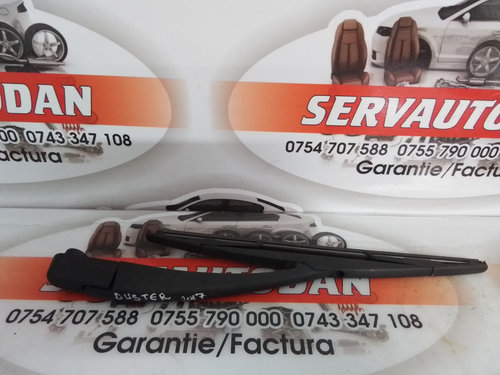 ODAN
000 0743 347 108
/Factura
SERVAUTO
0754 707 588 0755 790 000
Garantie/Factura
DUSTER 2017
0754 707 588 0755 790 000 0743 347 108
Garantie/Factura